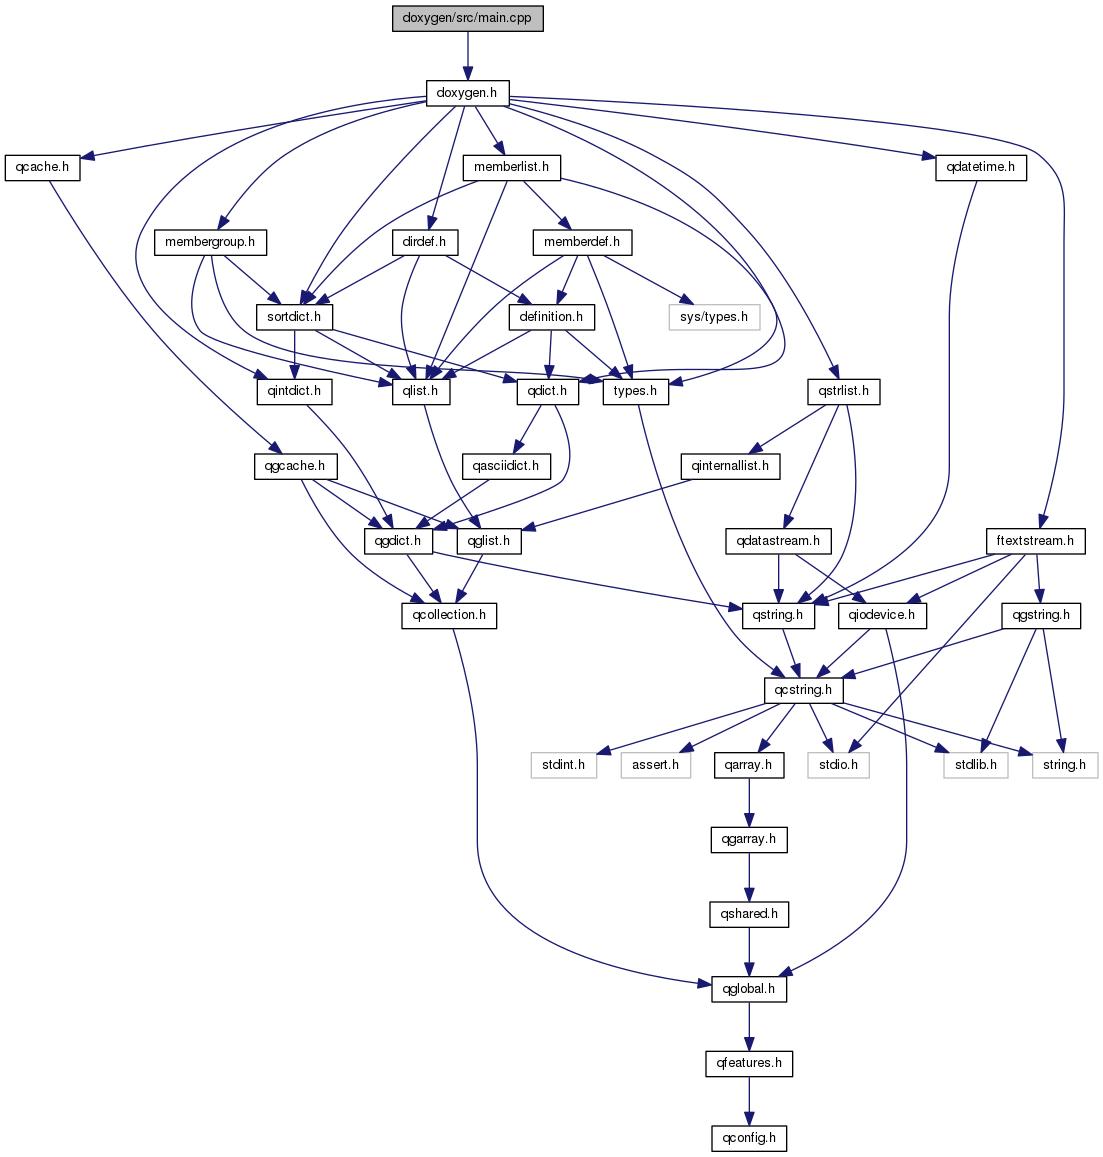 doxygen/src/main.cpp
doxygen.h
qcache.h
memberlist.h
qdatetime.h
membergroup.h
dirdef.h
memberdef.h
sortdict.h
definition.h
sys/types.h
qintdict.h
qlist.h
qdict.h
types.h
qstrlist.h
qgcache.h
qasciidict.h
qinternallist.h
qgdict.h
qglist.h
qdatastream.h
ftextstream.h
qcollection.h
qstring.h
qiodevice.h
qgstring.h
qcstring.h
stdint.h
assert.h
qarray.h
stdio.h
stdlib.h
string.h
qgarray.h
qshared.h
qglobal.h
qfeatures.h
qconfig.h